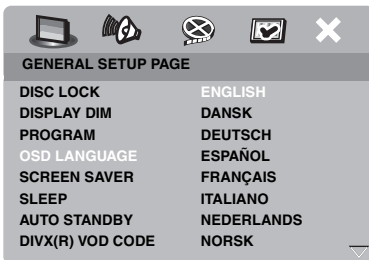 GENERAL SETUP PAGE
DISC LOCK ENGLISH
DISPLAY DIM DANSK
PROGRAM DEUTSCH
OSD LANGUAGE ESPAÑOL
SCREEN SAVER FRANÇAIS
SLEEP ITALIANO
AUTO STANDBY NEDERLANDS
DIVX(R) VOD CODE NORSK